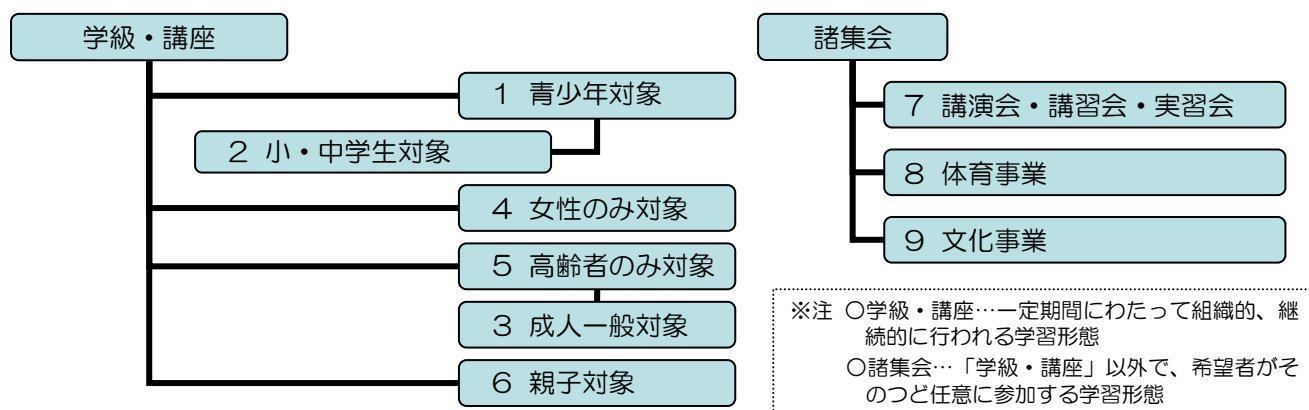 学級・講座
1 青少年対象
2 小・中学生対象
4 女性のみ対象
5 高齢者のみ対象
3 成人一般対象
6 親子対象
諸集会
7 講演会・講習会・実習会
8 体育事業
9 文化事業
※注 〇学級・講座…一定期間にわたって組織的、継
続的に行われる学習形態
〇諸集会…「学級・講座」以外で、希望者がそ
のつど任意に参加する学習形態